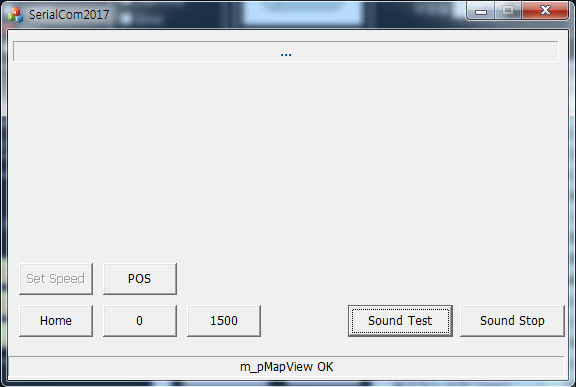 SerialCom2017
...
Set Speed
POS
Home
0
1500
Sound Test
Sound Stop
m_pMapView OK